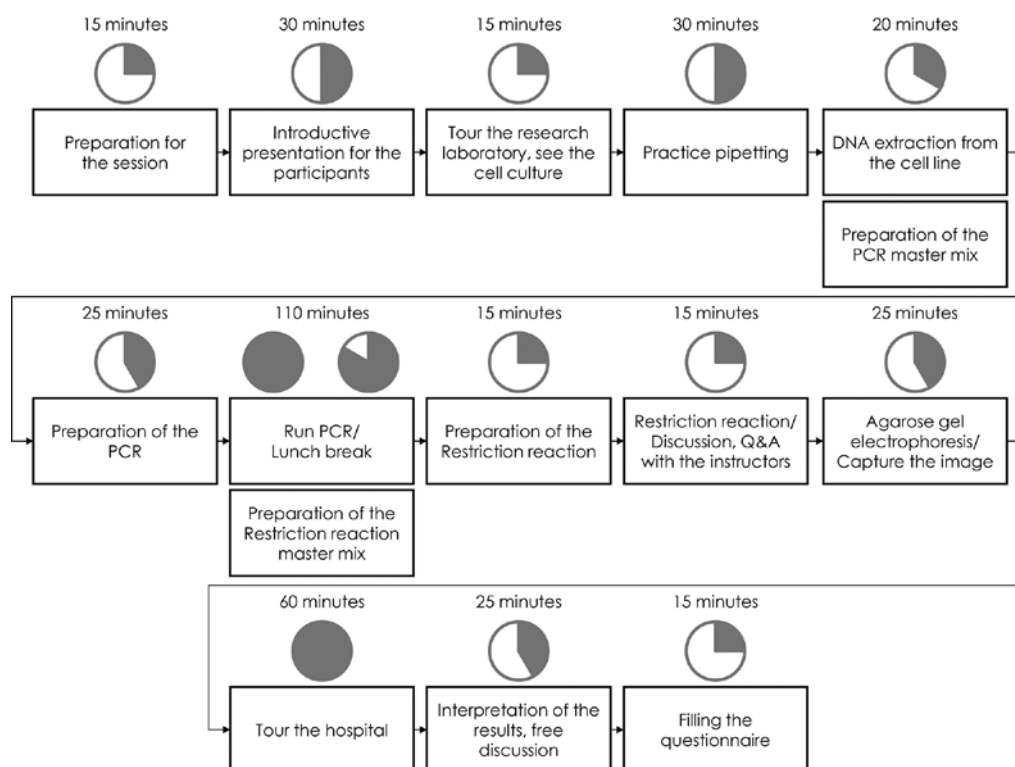 15 minutes
30 minutes
15 minutes
30 minutes
20 minutes
Preparation for
the session
Introductive
presentation for the
participants
Tour the research
laboratory, see the
cell culture
Practice pipetting
DNA extraction from
the cell line
Preparation of the
PCR master mix
25 minutes
110 minutes
15 minutes
15 minutes
25 minutes
Preparation of the
PCR
Run PCR/
Lunch break
Preparation of the
Restriction reaction
Restriction reaction/
Discussion, Q&A
with the instructors
Agarose gel
electrophoresis/
Capture the image
Preparation of the
Restriction reaction
master mix
60 minutes
25 minutes
15 minutes
Tour the hospital
Interpretation of the
results, free
discussion
Filling the
questionnaire